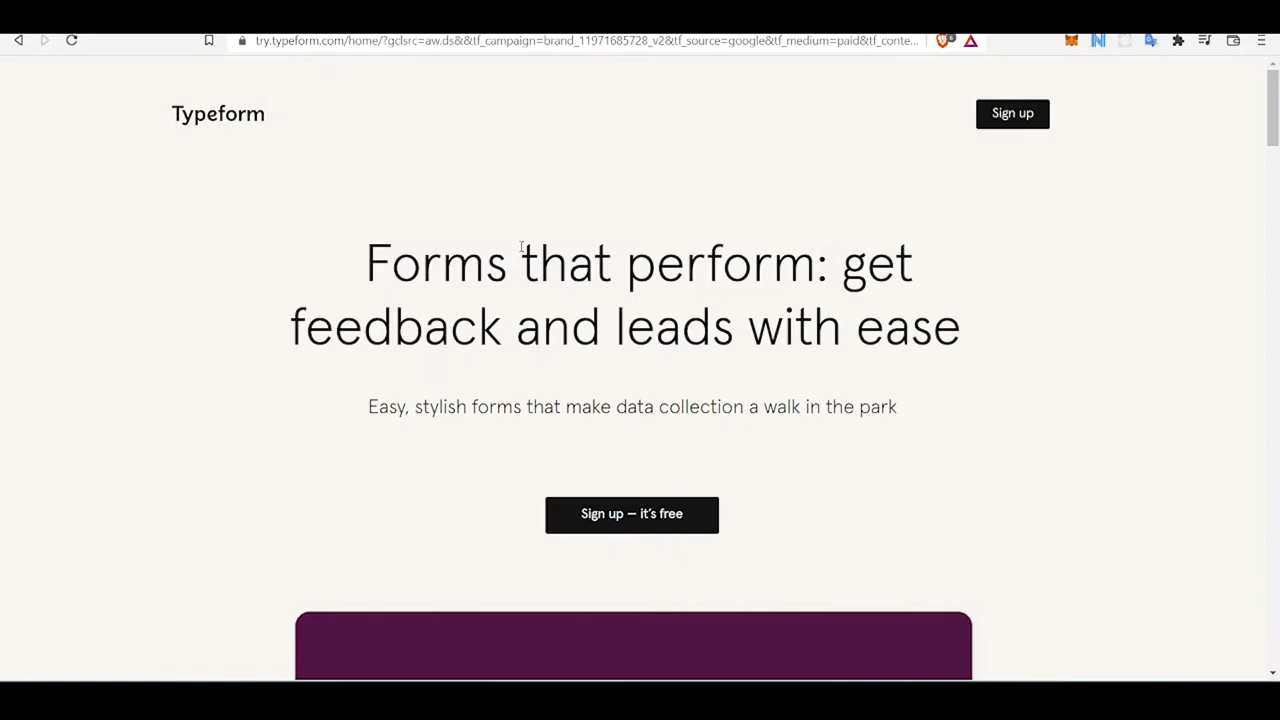 try.typeform.com/home/?gclsrc=aw.ds&&tf_campaign=brand_11971685728_v2&tf_source=google&tf_medium=paid&tf_conte...
6
Typeform
Sign up
Forms that perform: get
feedback and leads with ease
Easy, stylish forms that make data collection a walk in the park
Sign up — it's free